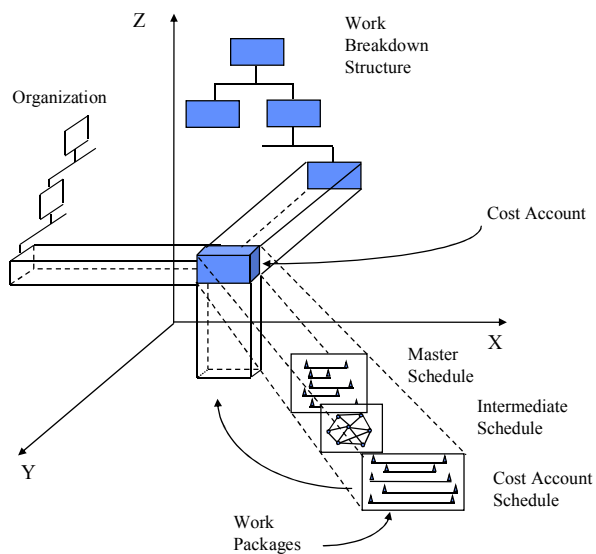 Z
Work
Breakdown
Structure
Organization
Cost Account
X
Master
Schedule
Intermediate
Schedule
Y
Cost Account
Schedule
Work
Packages